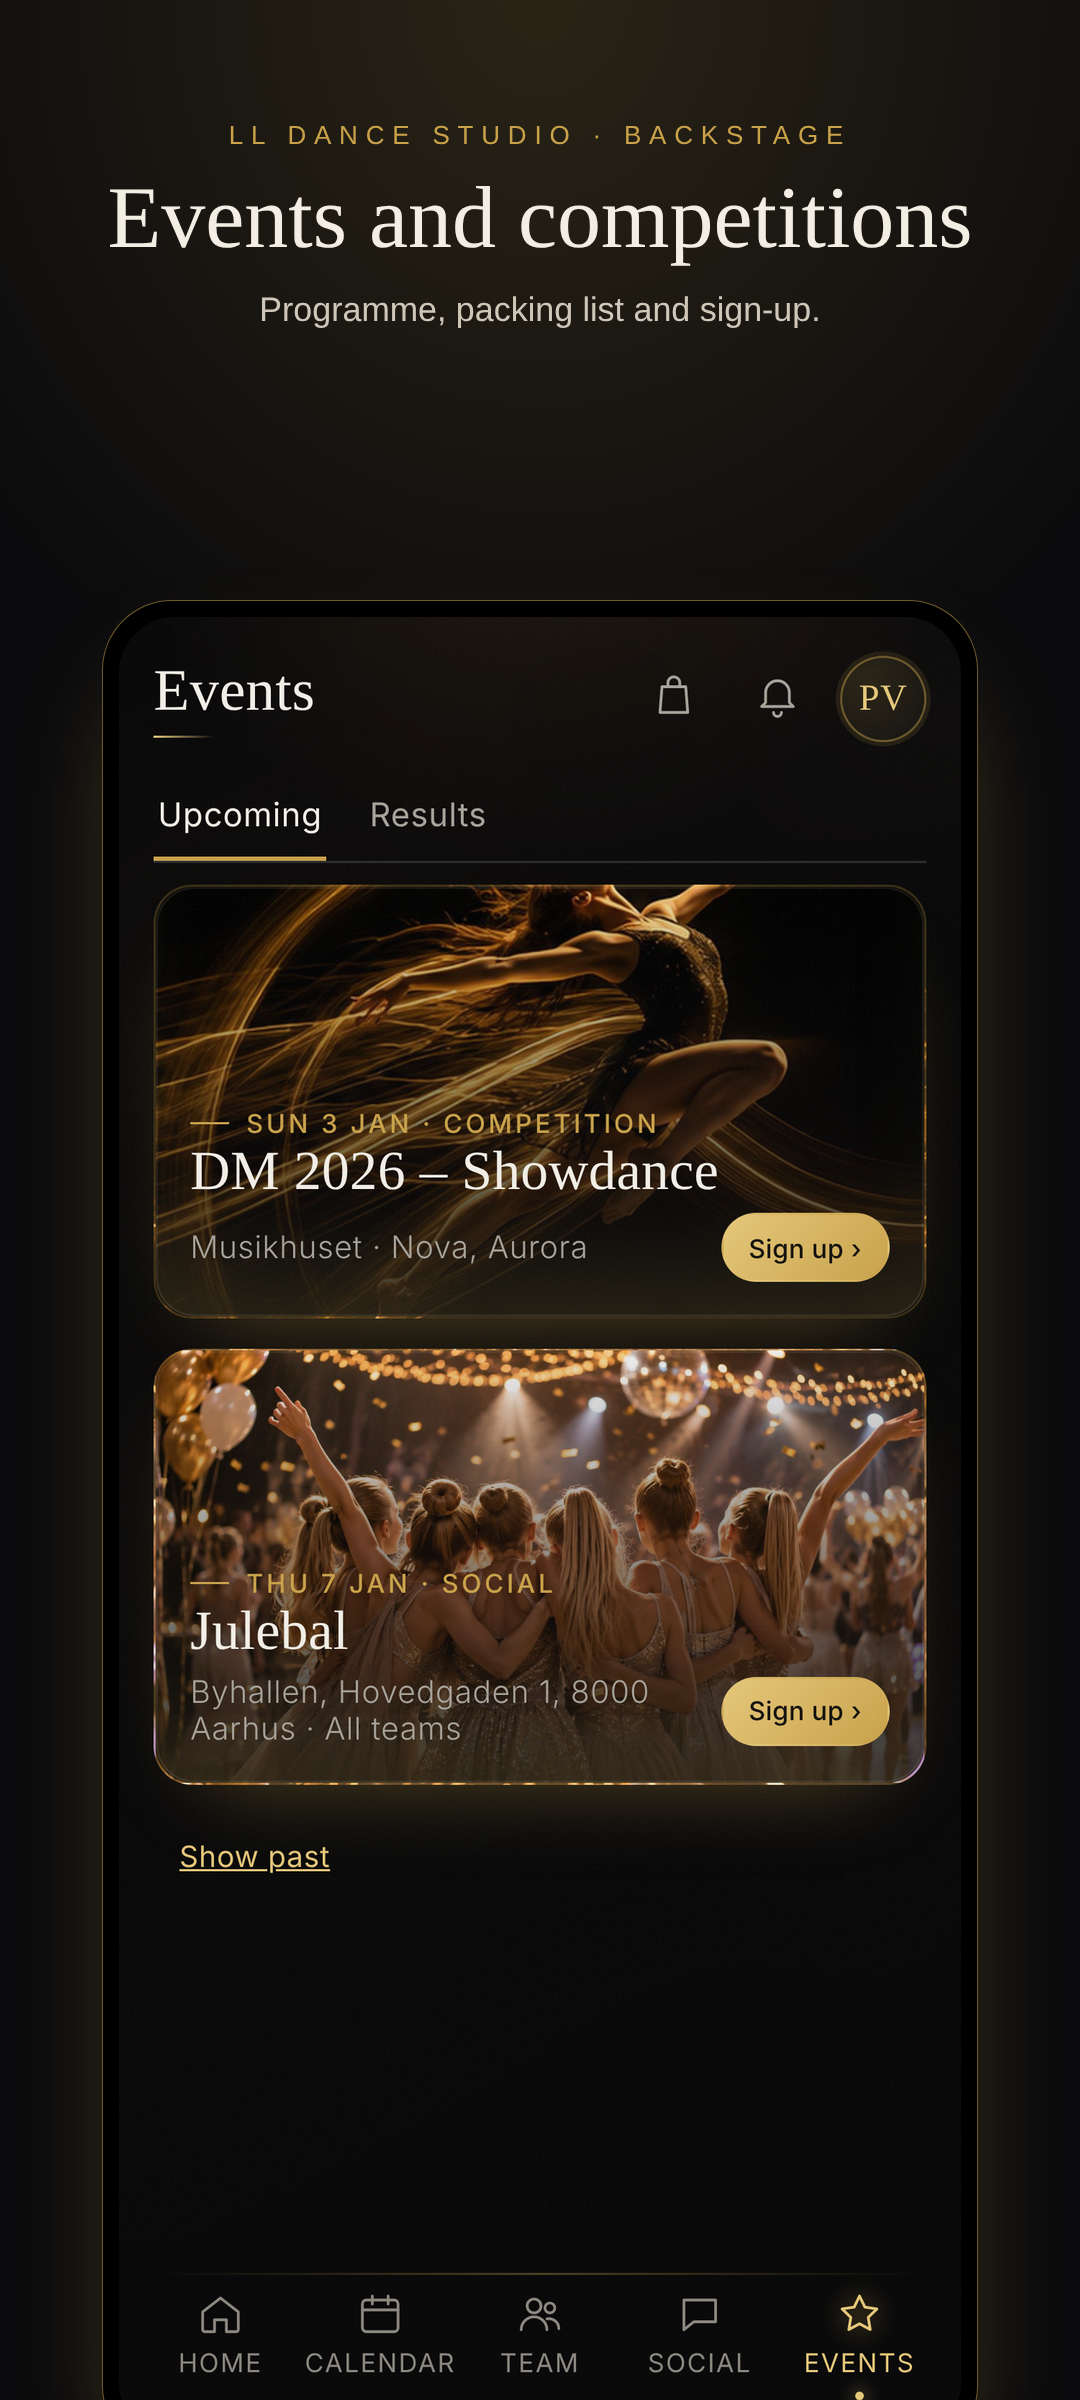 LL DANCE STUDIO · BACKSTAGE
Events and competitions
Programme, packing list and sign-up.
Events
PV
Upcoming
Results
SUN 3 JAN · COMPETITION
DM 2026 – Showdance
Musikhuset · Nova, Aurora
Sign up ›
THU 7 JAN · SOCIAL
Julebal
Byhallen, Hovedgaden 1, 8000
Aarhus · All teams
Sign up ›
Show past
HOME
CALENDAR
TEAM
SOCIAL
EVENTS